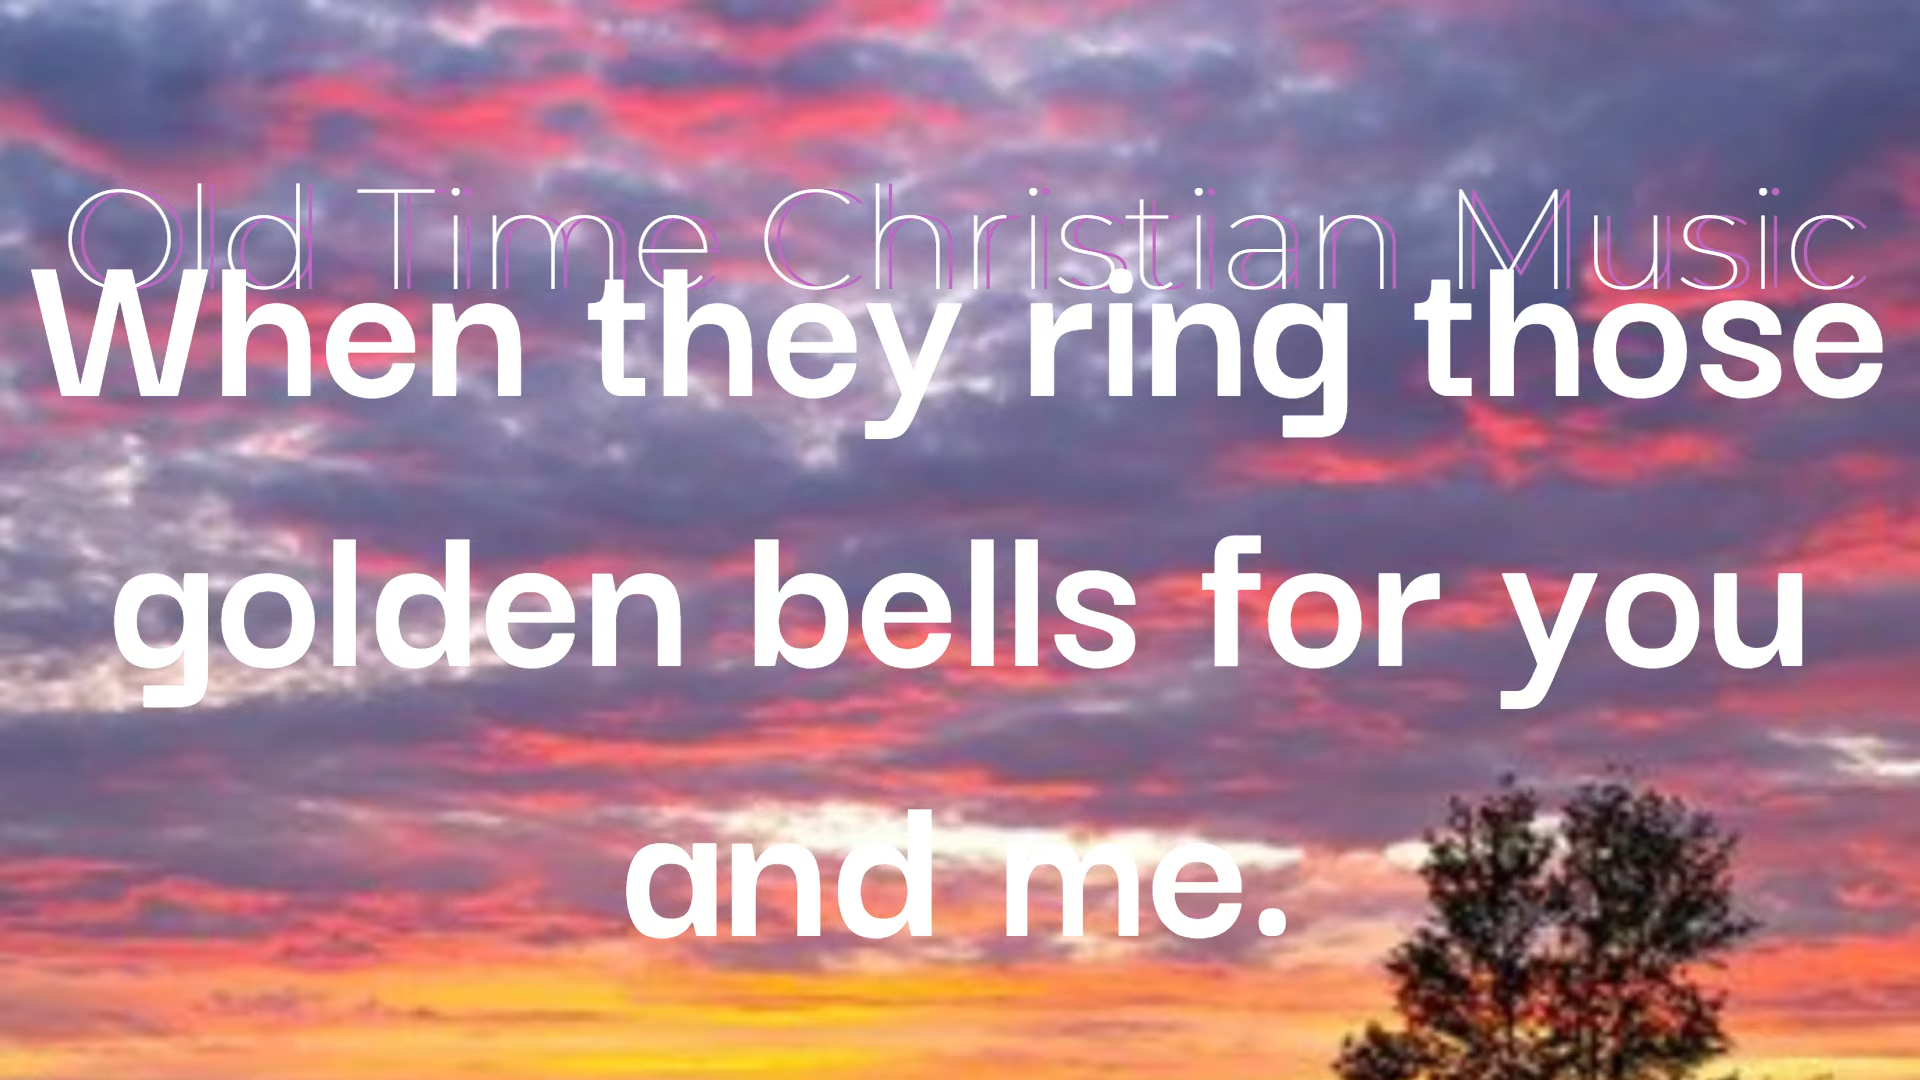 Old Time Christian Music
When they ring those
golden bells for you
and me.